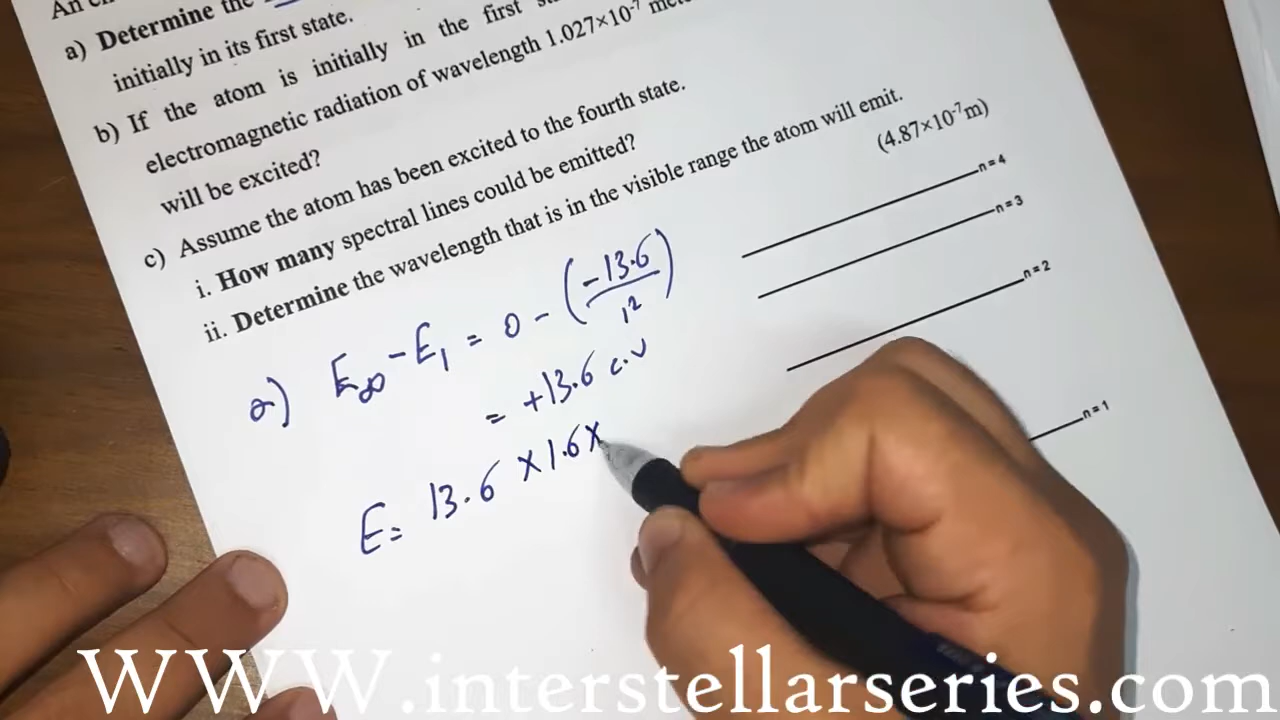 a) Determine the
initially in its first state.
b) If the atom is initially in the first
electromagnetic radiation of wavelength 1.027×10⁻⁷
will be excited?
c) Assume the atom has been excited to the fourth state.
i. How many spectral lines could be emitted?
ii. Determine the wavelength that is in the visible range the atom will emit.
(4.87×10⁻⁷m)
n = 4
n = 3
n = 2
n = 1
a) E∞ - E₁ = 0 - (-13.6/1²)
= +13.6 e.v
E = 13.6 × 1.6 ×
WWW.interstellarseries.com